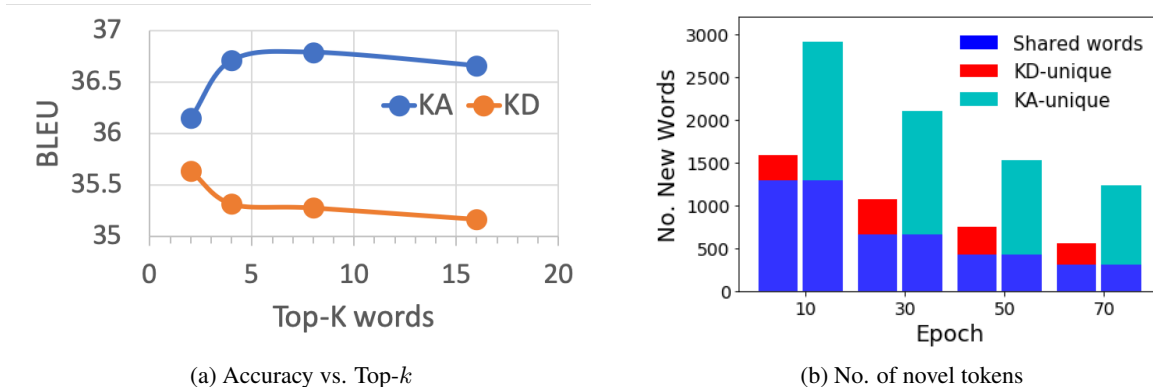 37
36.5
36
35.5
35
BLEU
KA
KD
0
5
10
15
20
Top-K words
(a) Accuracy vs. Top-k
3000
2500
2000
1500
1000
500
0
No. New Words
Shared words
KD-unique
KA-unique
10
30
50
70
Epoch
(b) No. of novel tokens